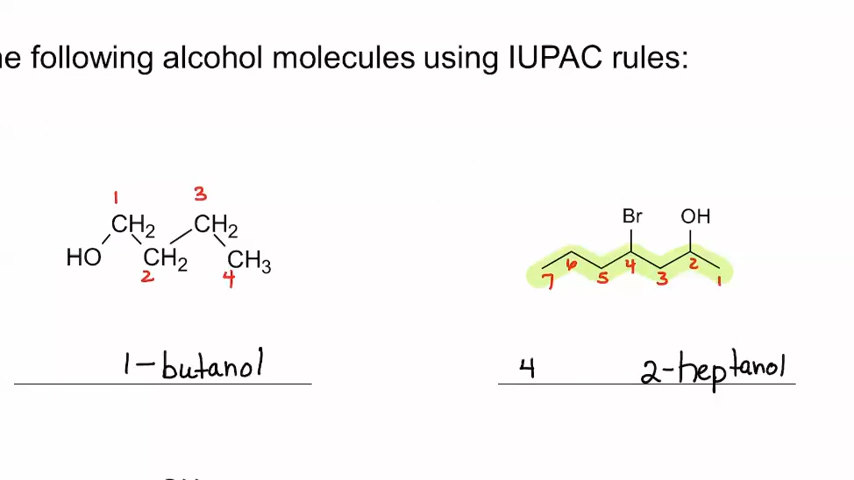 he following alcohol molecules using IUPAC rules:
1 3
CH2 CH2
HO CH2 CH3
2 4
Br OH
7 6 5 4 3 2 1
1-butanol
4 2-heptanol